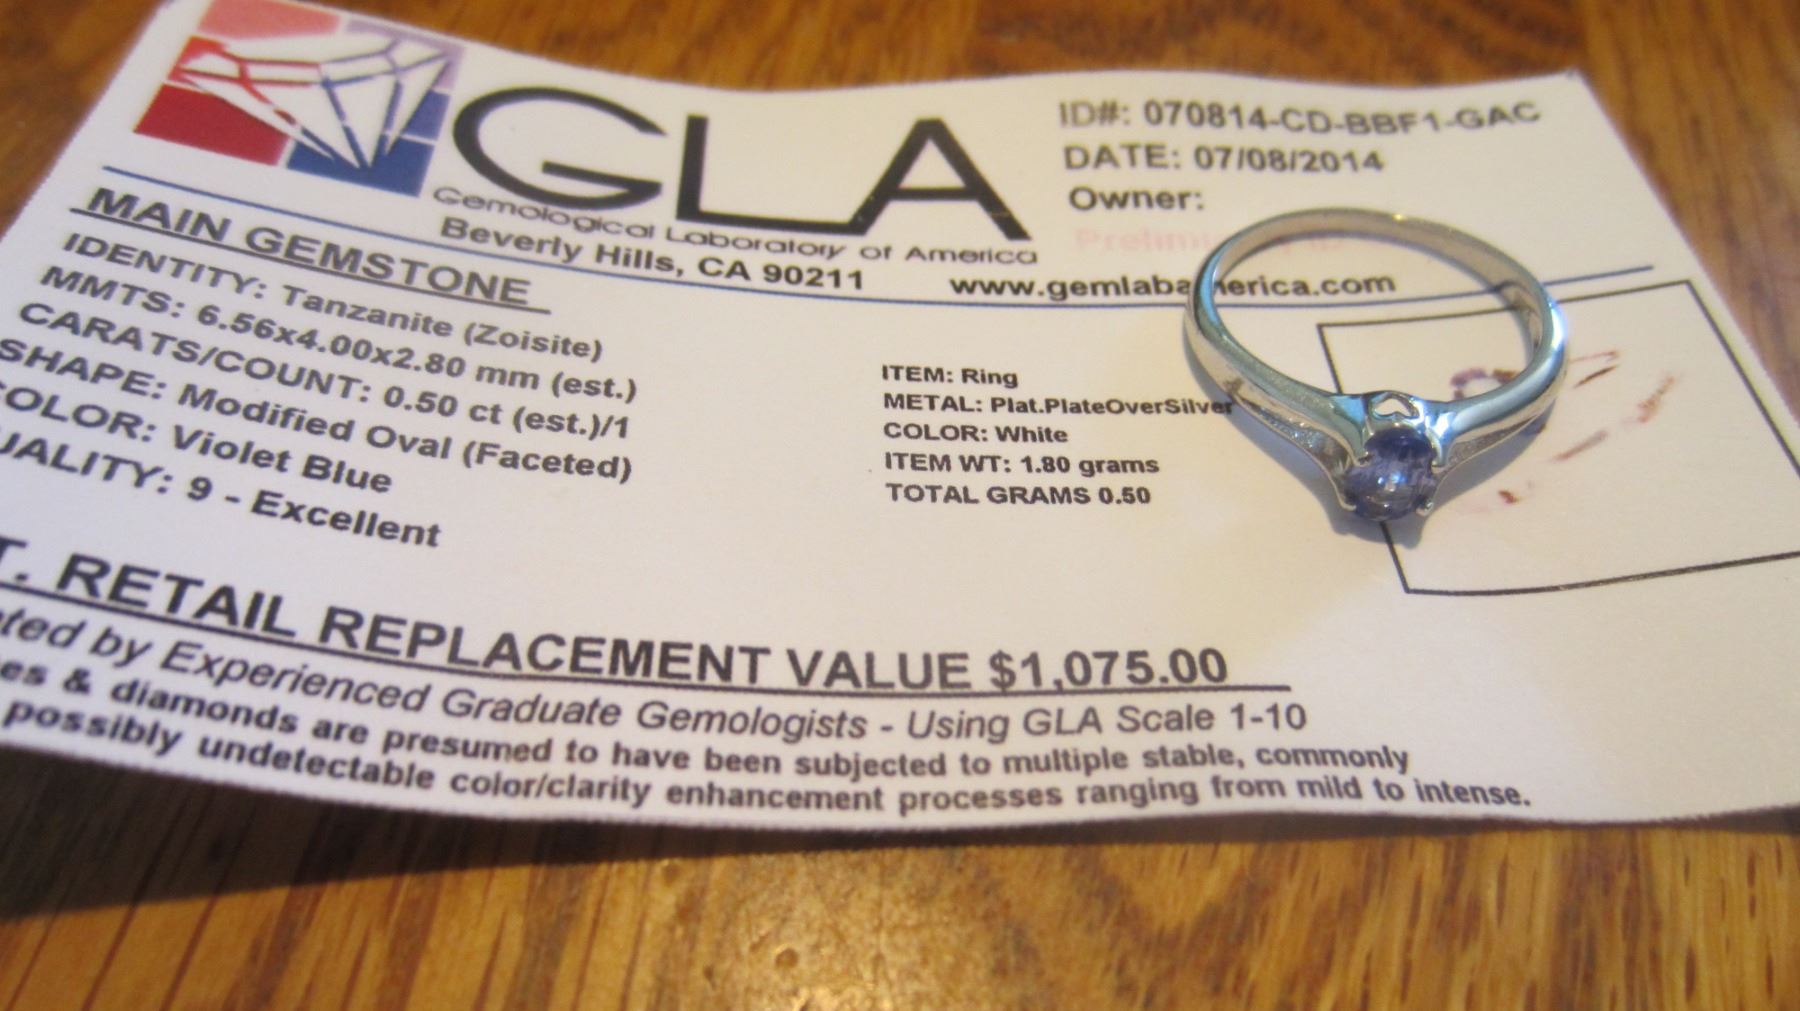 GLA
Gemological Laboratory of America
Beverly Hills, CA 90211
ID#: 070814-CD-BBF1-GAC
DATE: 07/08/2014
Owner:
www.gemlaba erica.com
MAIN GEMSTONE
IDENTITY: Tanzanite (Zoisite)
MMTS: 6.56x4.00x2.80 mm (est.)
CARATS/COUNT: 0.50 ct (est.)/1
SHAPE: Modified Oval (Faceted)
OLOR: Violet Blue
UALITY: 9 - Excellent
ITEM: Ring
METAL: Plat.PlateOverSilver
COLOR: White
ITEM WT: 1.80 grams
TOTAL GRAMS 0.50
T. RETAIL REPLACEMENT VALUE $1,075.00
ted by Experienced Graduate Gemologists - Using GLA Scale 1-10
es & diamonds are presumed to have been subjected to multiple stable, commonly
possibly undetectable color/clarity enhancement processes ranging from mild to intense.